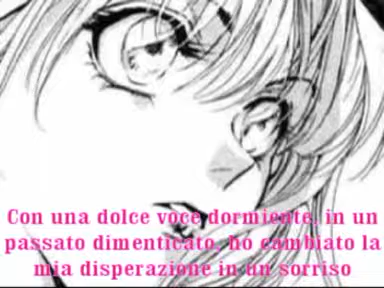 Con una dolce voce dormiente, in un
passato dimenticato, ho cambiato la
mia disperazione in un sorriso